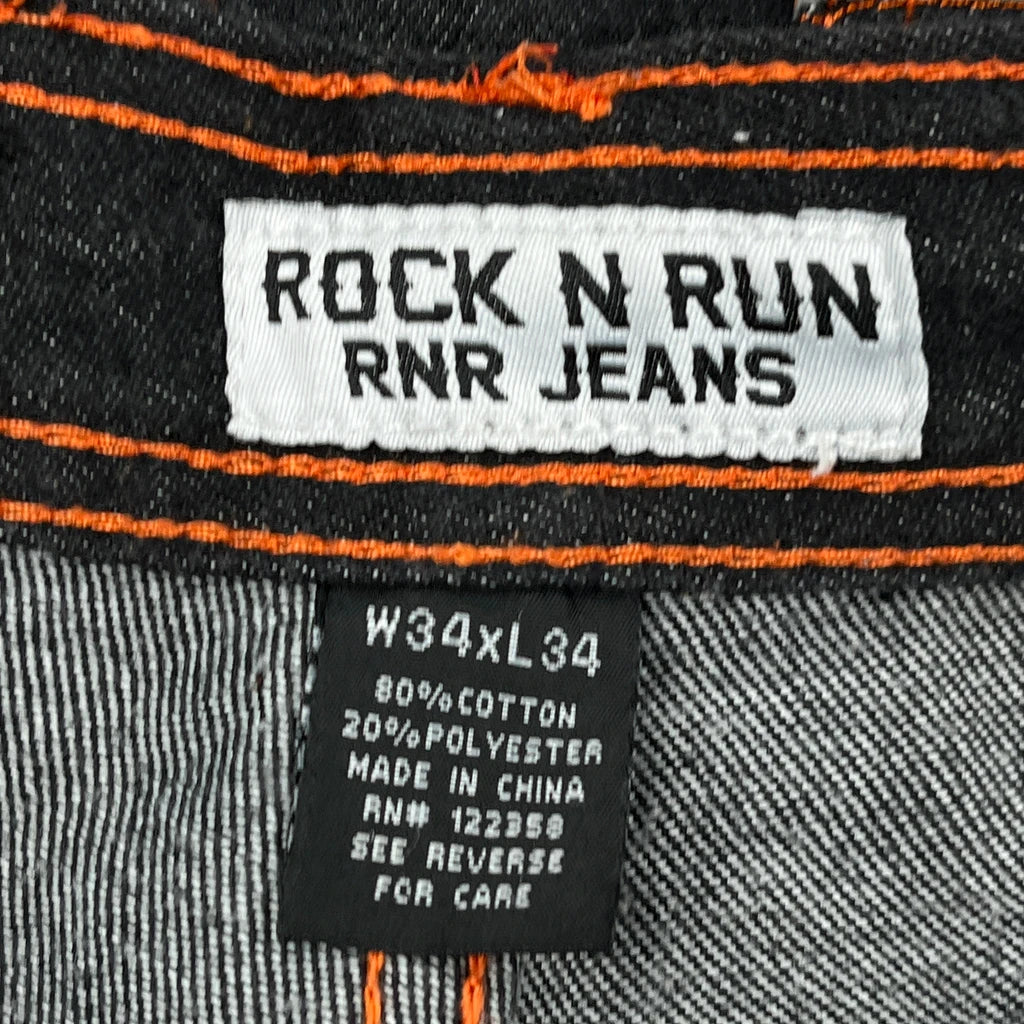 ROCK N RUN
RNR JEANS
W34xL34
80%COTTON
20%POLYESTER
MADE IN CHINA
RN# 122358
SEE REVERSE
FOR CARE